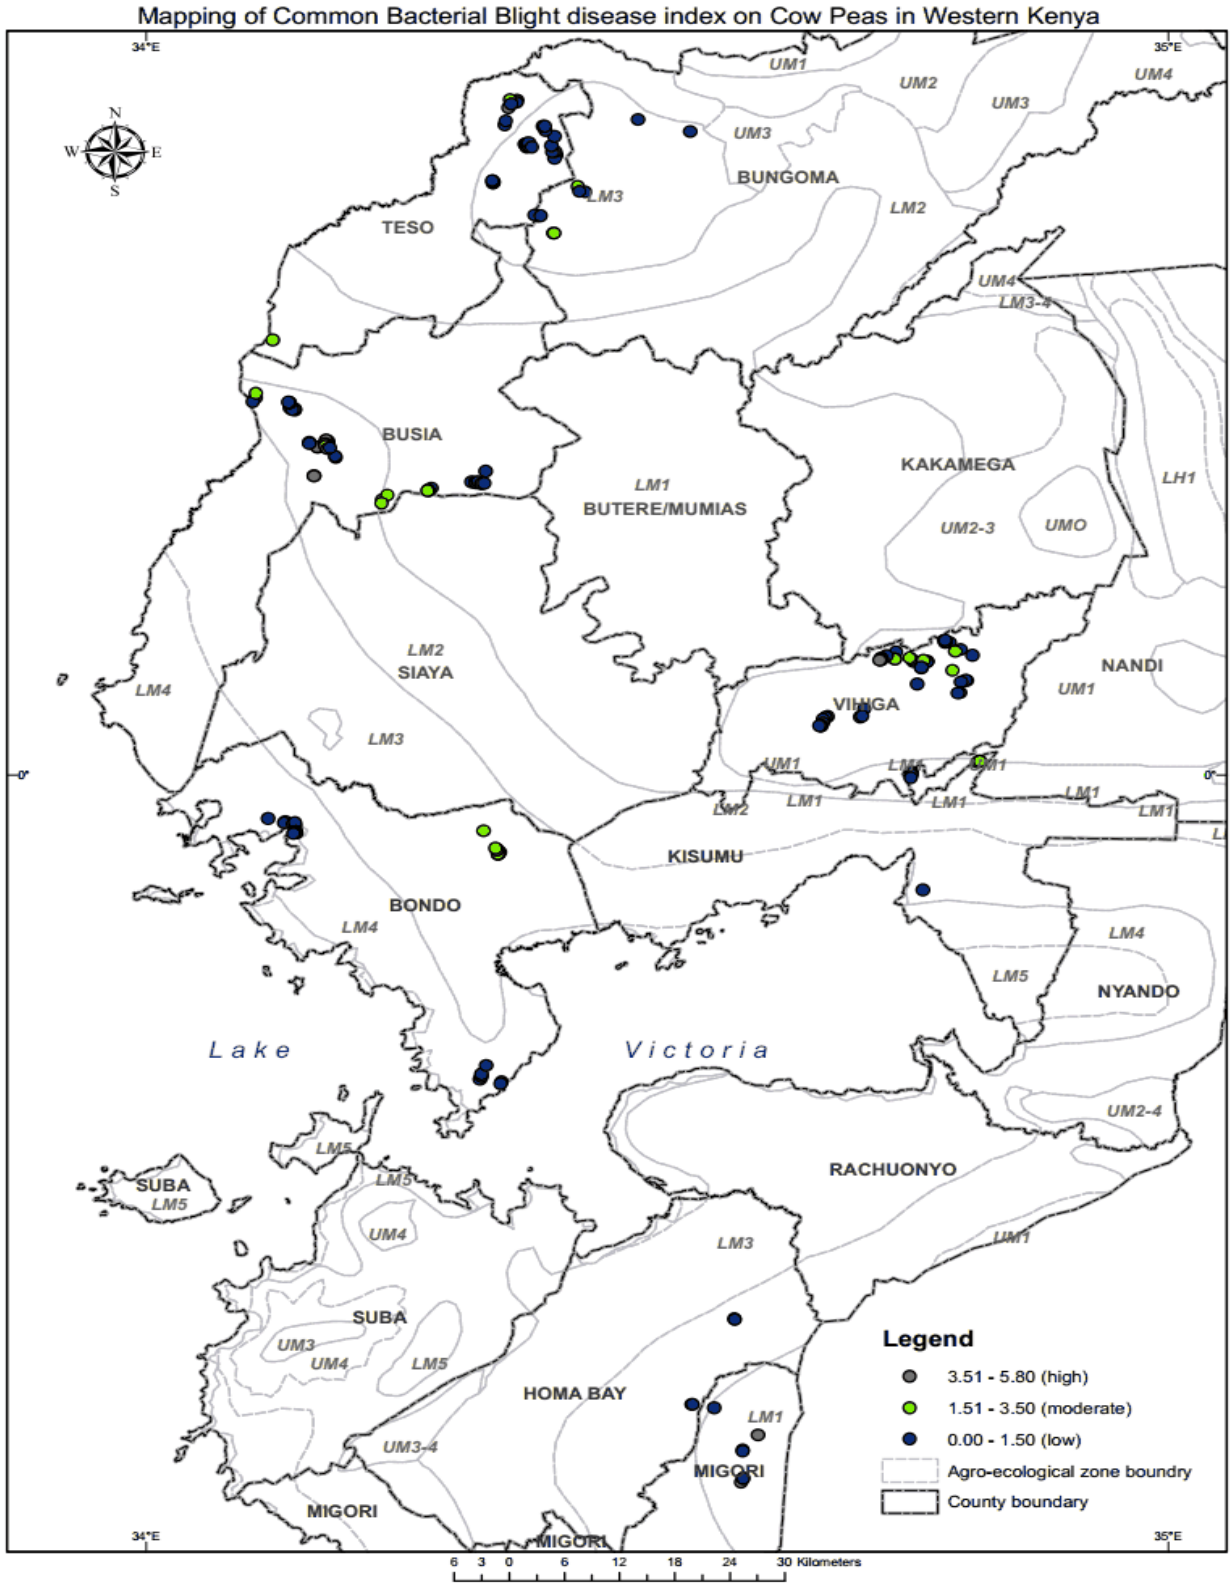 Mapping of Common Bacterial Blight disease index on Cow Peas in Western Kenya
34°E
35°E
N
W E
S
UM1
UM2
UM4
UM3
UM3
BUNGOMA
LM3
LM2
TESO
UM4
LM3-4
BUSIA
KAKAMEGA
LM1
LH1
BUTERE/MUMIAS
UM2-3
UMO
LM2
SIAYA
NANDI
LM4
UM1
VIHIGA
LM3
UM1
LM1
UM1
0°
0°
LM2
LM1
LM1
LM1
LM1
KISUMU
BONDO
LM4
LM4
LM5
NYANDO
Lake Victoria
UM2-4
LM5
RACHUONYO
SUBA
LM5
LM5
UM4
LM3
UM1
SUBA
UM3
UM4
LM5
HOMA BAY
LM1
UM3-4
MIGORI
MIGORI
MIGORI
Legend
3.51 - 5.80 (high)
1.51 - 3.50 (moderate)
0.00 - 1.50 (low)
Agro-ecological zone boundry
County boundary
34°E
35°E
6 3 0 6 12 18 24 30 Kilometers